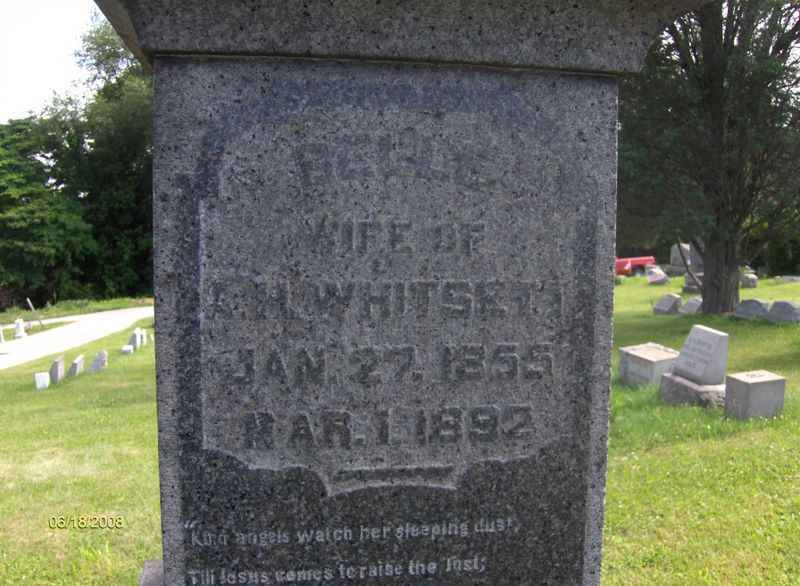 BELLE
WIFE OF
A.H. WHITSETT
JAN. 27. 1855
MAR. 1. 1892
"Kind angels watch her sleeping dust
Till Jesus comes to raise the Just;
06/18/2008